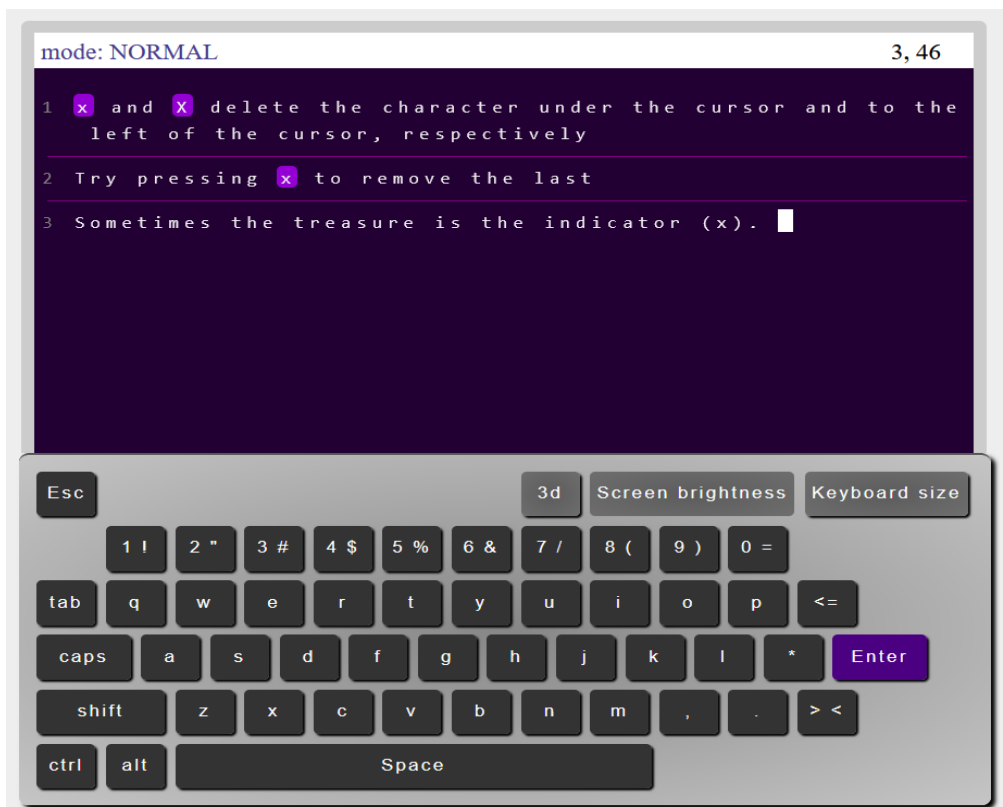 mode: NORMAL 3, 46
1 x and X delete the character under the cursor and to the
left of the cursor, respectively
2 Try pressing x to remove the last
3 Sometimes the treasure is the indicator (x).
Esc 3d Screen brightness Keyboard size
1 ! 2 " 3 # 4 $ 5 % 6 & 7 / 8 ( 9 ) 0 =
tab q w e r t y u i o p <=
caps a s d f g h j k l * Enter
shift z x c v b n m , . > <
ctrl alt Space